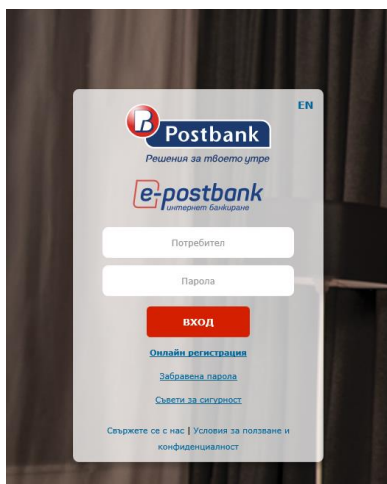 EN
Postbank
Решения за твоето утре
e-postbank
интернет банкиране
Потребител
Парола
ВХОД
Онлайн регистрация
Забравена парола
Съвети за сигурност
Свържете се с нас | Условия за ползване и
конфиденциалност